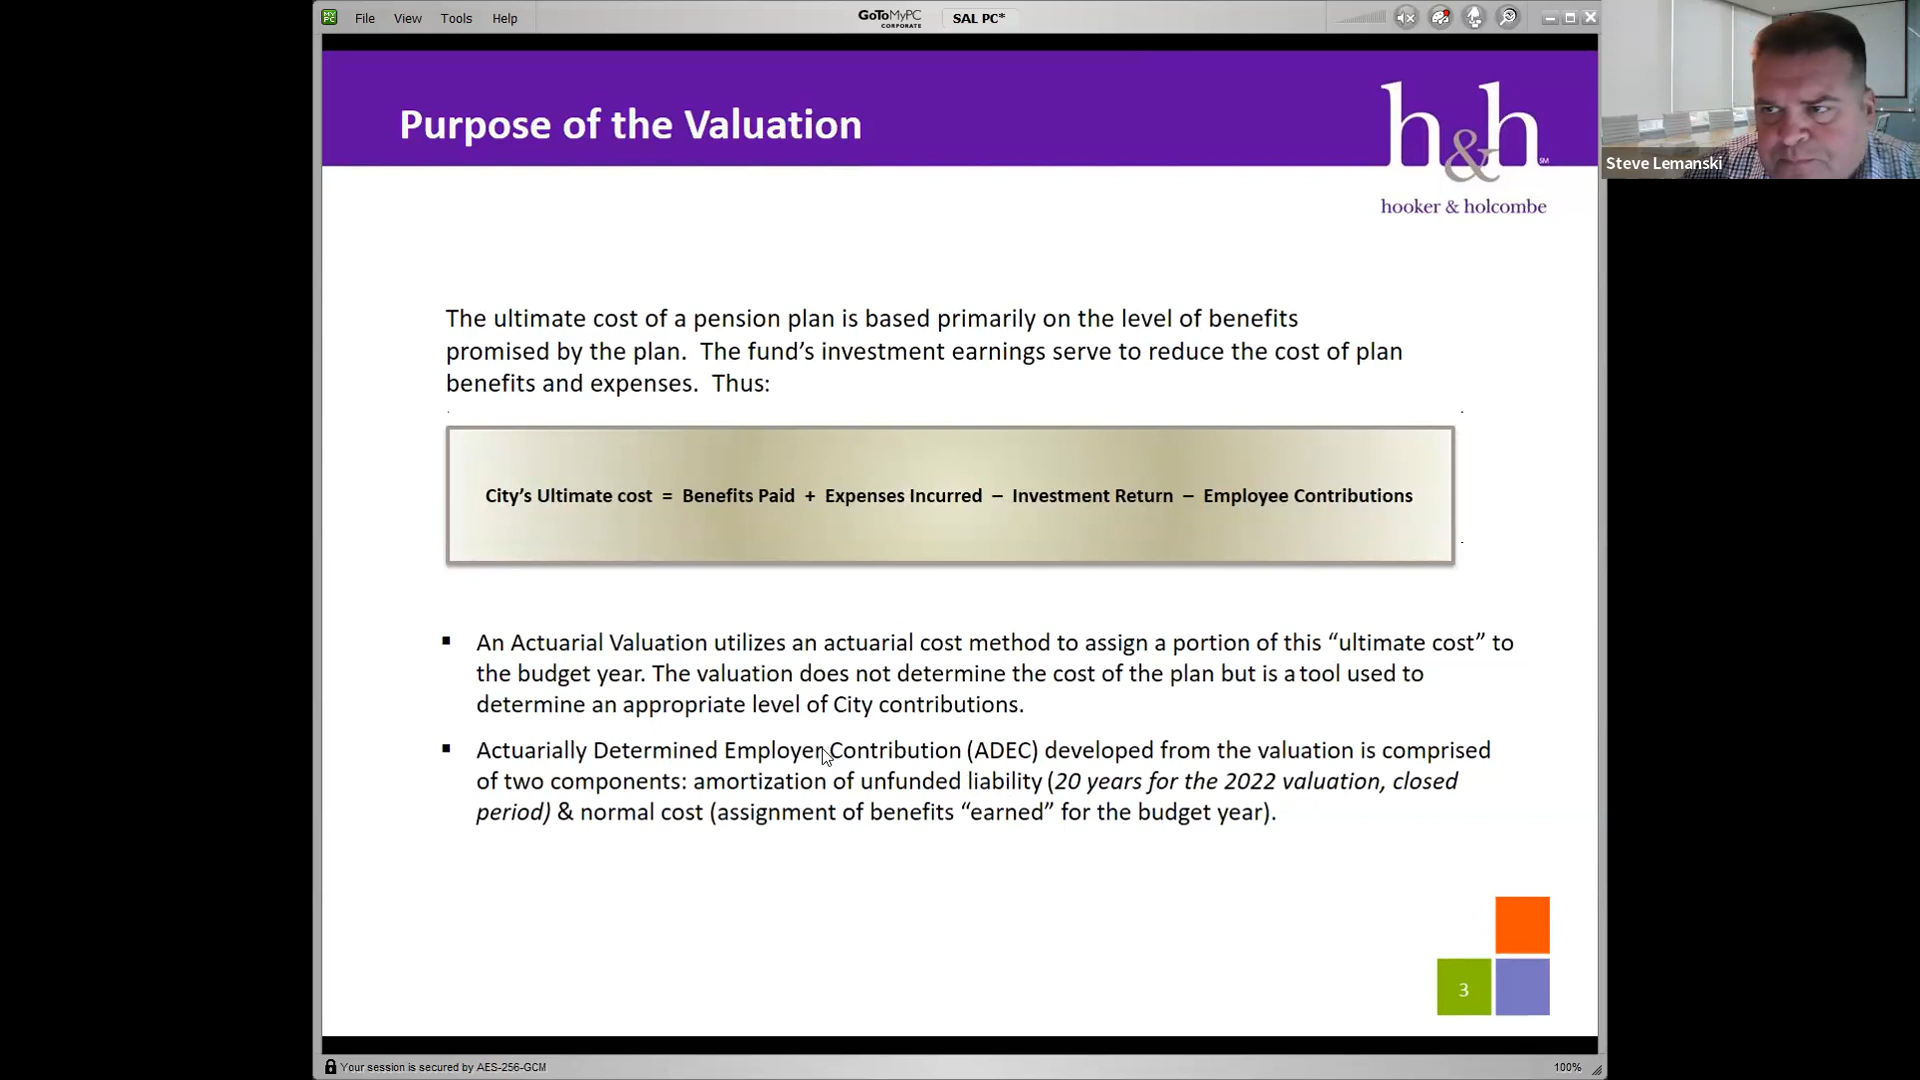 File View Tools Help
GoToMyPC
CORPORATE
SAL PC*
Purpose of the Valuation
h&h
SM
hooker & holcombe
Steve Lemanski
The ultimate cost of a pension plan is based primarily on the level of benefits
promised by the plan.  The fund’s investment earnings serve to reduce the cost of plan
benefits and expenses.  Thus:
City’s Ultimate cost = Benefits Paid + Expenses Incurred – Investment Return – Employee Contributions
▪ An Actuarial Valuation utilizes an actuarial cost method to assign a portion of this “ultimate cost” to
the budget year. The valuation does not determine the cost of the plan but is a tool used to
determine an appropriate level of City contributions.
▪ Actuarially Determined Employer Contribution (ADEC) developed from the valuation is comprised
of two components: amortization of unfunded liability (20 years for the 2022 valuation, closed
period) & normal cost (assignment of benefits “earned” for the budget year).
3
Your session is secured by AES-256-GCM
100%